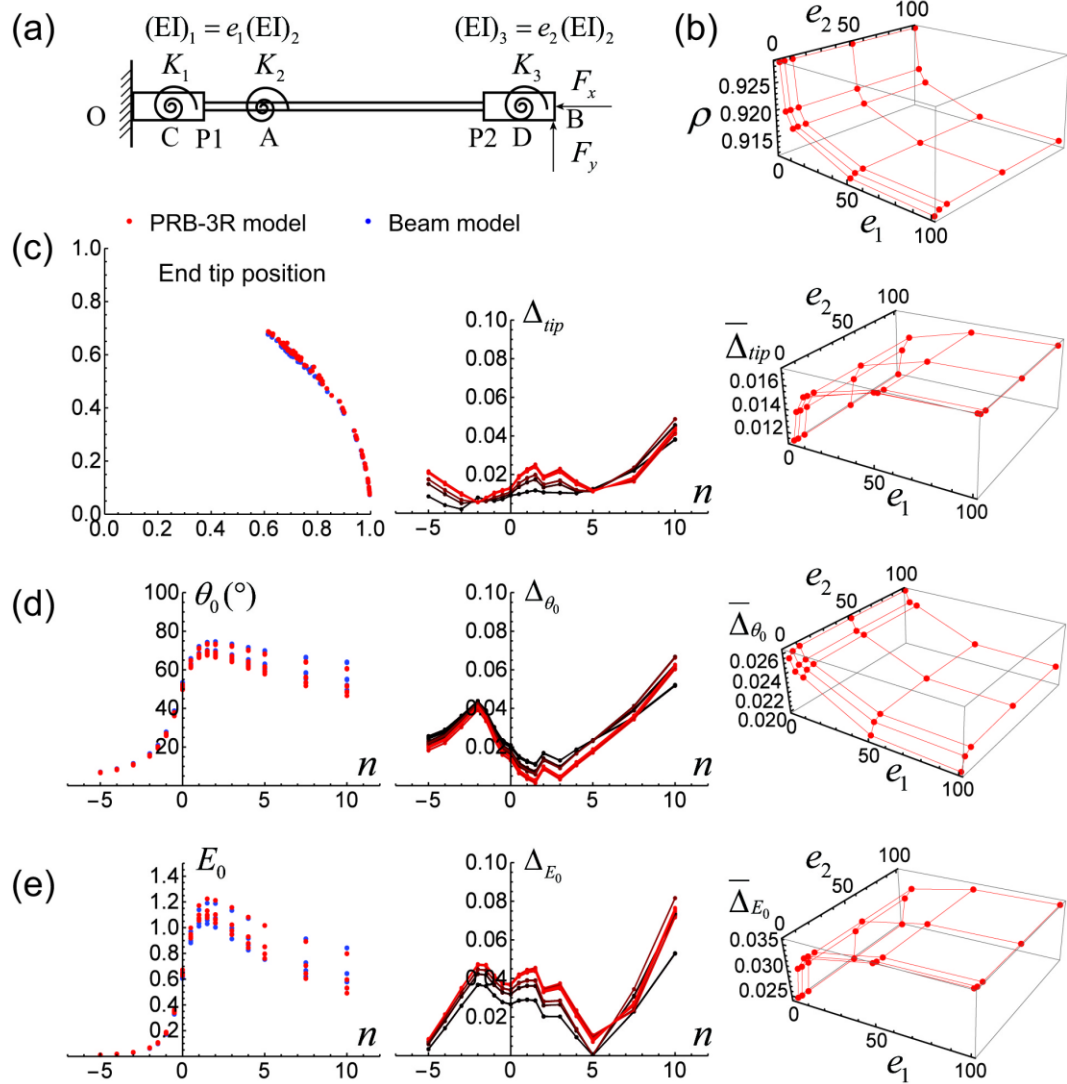 (a)
(EI)₁ = e₁(EI)₂
(EI)₃ = e₂(EI)₂
K₁ K₂ K₃
Fₓ
O
C P1 A P2 D B
F_y
(b)
e₂
0 50 100
0.925
0.920
0.915
ρ
0 50 100
e₁
PRB-3R model
Beam model
(c)
End tip position
1.0
0.8
0.6
0.4
0.2
0.0
0.0 0.2 0.4 0.6 0.8 1.0
Δ_tip
0.10
0.08
0.06
0.04
0.02
n
−5 0 5 10
e₂
0 50 100
Δ̅_tip
0.016
0.014
0.012
0 50 100
e₁
(d)
θ₀(°)
100
80
60
40
20
n
−5 0 5 10
Δ_θ₀
0.10
0.08
0.06
0.04
0.02
n
−5 0 5 10
e₂
0 50 100
Δ̅_θ₀
0.026
0.024
0.022
0.020
0 50 100
e₁
(e)
E₀
1.4
1.2
1.0
0.8
0.6
0.4
0.2
n
−5 0 5 10
Δ_E₀
0.10
0.08
0.06
0.04
0.02
n
−5 0 5 10
e₂
0 50 100
Δ̅_E₀
0.035
0.030
0.025
0 50 100
e₁